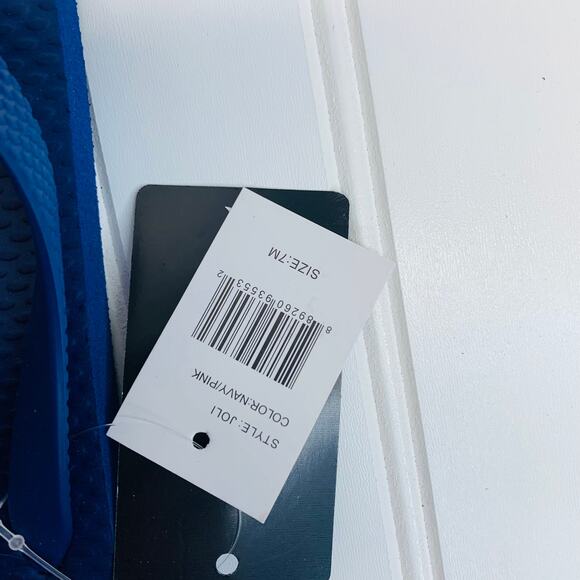 STYLE: JOLI
COLOR:NAVY/PINK
8 89260 93553 2
SIZE:7M